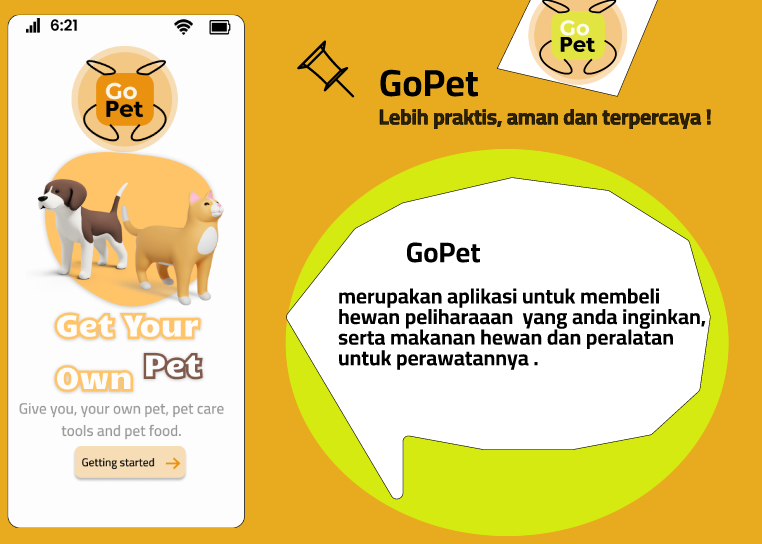 6:21
Go
Pet
Get Your
Own Pet
Give you, your own pet, pet care
tools and pet food.
Getting started
Go
Pet
GoPet
Lebih praktis, aman dan terpercaya !
GoPet
merupakan aplikasi untuk membeli
hewan peliharaaan yang anda inginkan,
serta makanan hewan dan peralatan
untuk perawatannya .